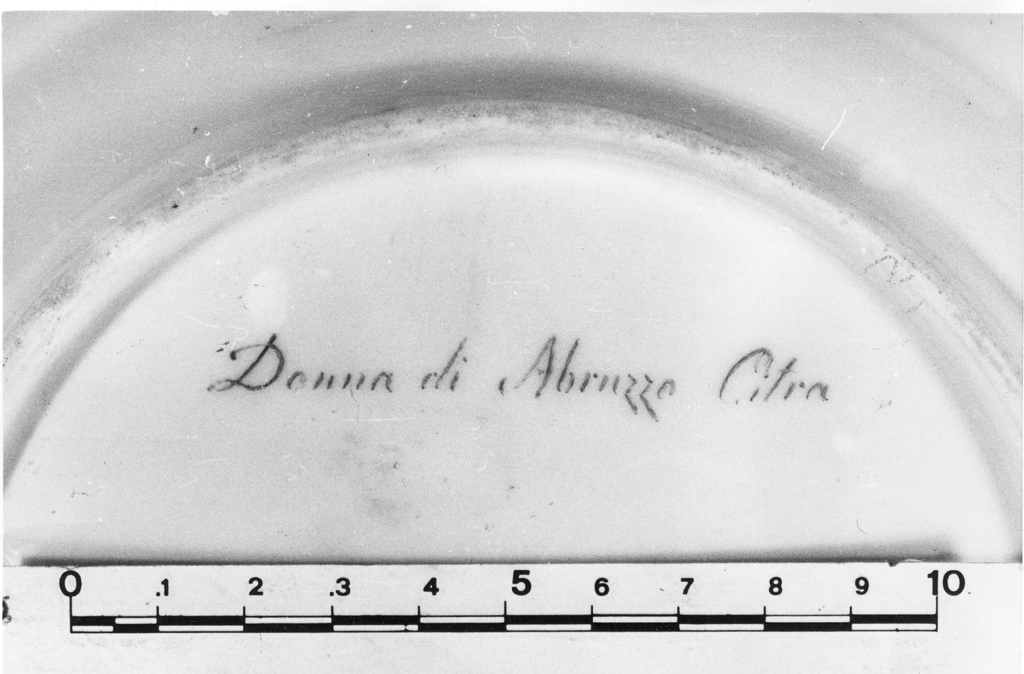 Donna di Abruzzo Citra
0 .1 2 .3 4 5 6 7 8 9 10